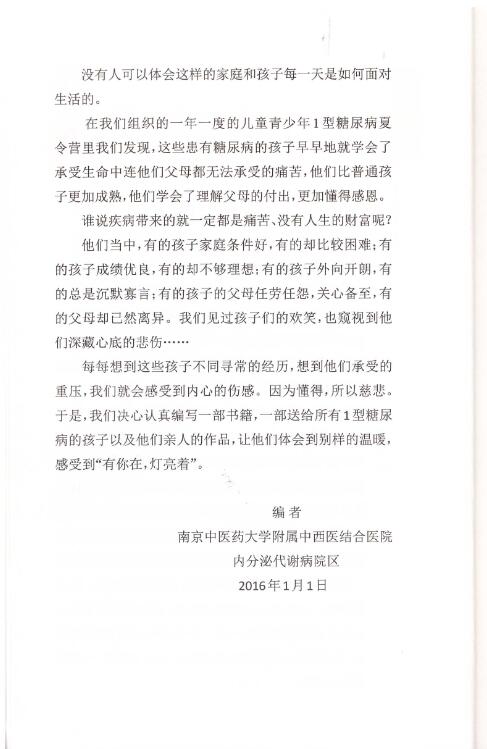 没有人可以体会这样的家庭和孩子每一天是如何面对
生活的。
在我们组织的一年一度的儿童青少年1型糖尿病夏
令营里我们发现,这些患有糖尿病的孩子早早地就学会了
承受生命中连他们父母都无法承受的痛苦,他们比普通孩
子更加成熟,他们学会了理解父母的付出,更加懂得感恩。
谁说疾病带来的就一定都是痛苦、没有人生的财富呢?
他们当中,有的孩子家庭条件好,有的却比较困难;有
的孩子成绩优良,有的却不够理想;有的孩子外向开朗,有
的总是沉默寡言;有的孩子的父母任劳任怨,关心备至,有
的父母却已然离异。我们见过孩子们的欢笑,也窥视到他
们深藏心底的悲伤……
每每想到这些孩子不同寻常的经历,想到他们承受的
重压,我们就会感受到内心的伤感。因为懂得,所以慈悲。
于是,我们决心认真编写一部书籍,一部送给所有1型糖尿
病的孩子以及他们亲人的作品,让他们体会到别样的温暖,
感受到“有你在,灯亮着”。
编者
南京中医药大学附属中西医结合医院
内分泌代谢病院区
2016年1月1日